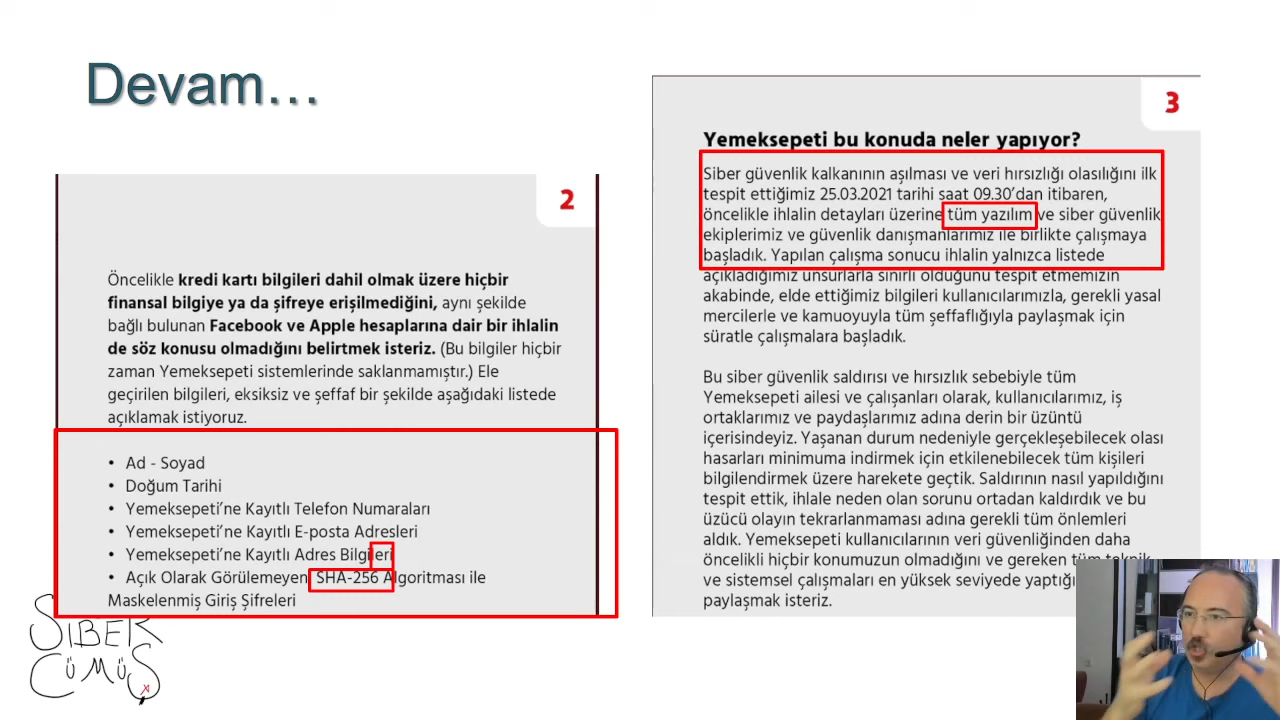 Devam…
2
Öncelikle kredi kartı bilgileri dahil olmak üzere hiçbir
finansal bilgiye ya da şifreye erişilmediğini, aynı şekilde
bağlı bulunan Facebook ve Apple hesaplarına dair bir ihlalin
de söz konusu olmadığını belirtmek isteriz. (Bu bilgiler hiçbir
zaman Yemeksepeti sistemlerinde saklanmamıştır.) Ele
geçirilen bilgileri, eksiksiz ve şeffaf bir şekilde aşağıdaki listede
açıklamak istiyoruz.
• Ad - Soyad
• Doğum Tarihi
• Yemeksepeti’ne Kayıtlı Telefon Numaraları
• Yemeksepeti’ne Kayıtlı E-posta Adresleri
• Yemeksepeti’ne Kayıtlı Adres Bilgileri
• Açık Olarak Görülemeyen SHA-256 Algoritması ile
Maskelenmiş Giriş Şifreleri
SİBER
CÜMÜŞ
3
Yemeksepeti bu konuda neler yapıyor?
Siber güvenlik kalkanının aşılması ve veri hırsızlığı olasılığını ilk
tespit ettiğimiz 25.03.2021 tarihi saat 09.30’dan itibaren,
öncelikle ihlalin detayları üzerine tüm yazılım ve siber güvenlik
ekiplerimiz ve güvenlik danışmanlarımız ile birlikte çalışmaya
başladık. Yapılan çalışma sonucu ihlalin yalnızca listede
açıkladığımız unsurlarla sınırlı olduğunu tespit etmemizin
akabinde, elde ettiğimiz bilgileri kullanıcılarımızla, gerekli yasal
mercilerle ve kamuoyuyla tüm şeffaflığıyla paylaşmak için
süratle çalışmalara başladık.
Bu siber güvenlik saldırısı ve hırsızlık sebebiyle tüm
Yemeksepeti ailesi ve çalışanları olarak, kullanıcılarımız, iş
ortaklarımız ve paydaşlarımız adına derin bir üzüntü
içerisindeyiz. Yaşanan durum nedeniyle gerçekleşebilecek olası
hasarları minimuma indirmek için etkilenebilecek tüm kişileri
bilgilendirmek üzere harekete geçtik. Saldırının nasıl yapıldığını
tespit ettik, ihlale neden olan sorunu ortadan kaldırdık ve bu
üzücü olayın tekrarlanmaması adına gerekli tüm önlemleri
aldık. Yemeksepeti kullanıcılarının veri güvenliğinden daha
öncelikli hiçbir konumuzun olmadığını ve gereken tüm teknik
ve sistemsel çalışmaları en yüksek seviyede
paylaşmak isteriz.